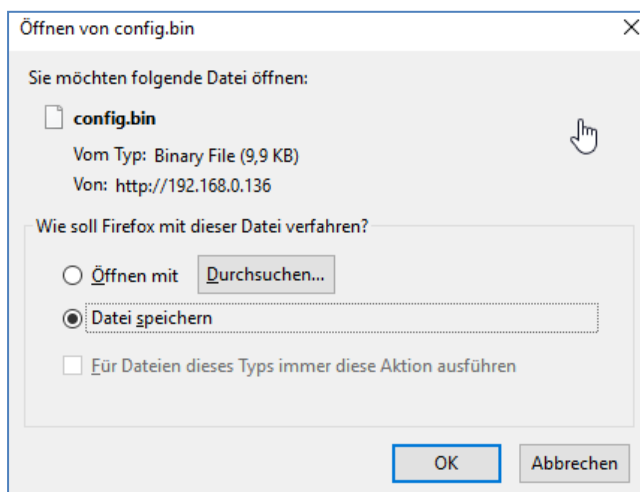 Öffnen von config.bin
Sie möchten folgende Datei öffnen:
config.bin
Vom Typ: Binary File (9,9 KB)
Von: http://192.168.0.136
Wie soll Firefox mit dieser Datei verfahren?
Öffnen mit Durchsuchen...
Datei speichern
Für Dateien dieses Typs immer diese Aktion ausführen
OK Abbrechen